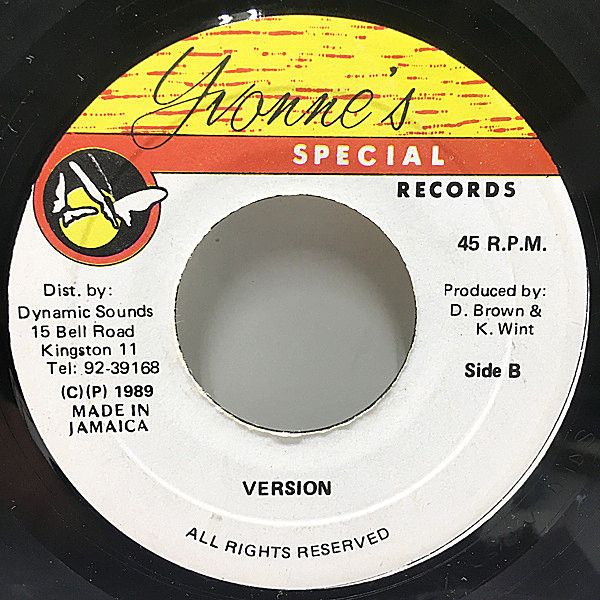 Yvonne's
SPECIAL
RECORDS
45 R.P.M.
Dist. by:
Dynamic Sounds
15 Bell Road
Kingston 11
Tel: 92-39168
(C)(P) 1989
MADE IN
JAMAICA
Produced by:
D. Brown &
K. Wint
Side B
VERSION
ALL RIGHTS RESERVED